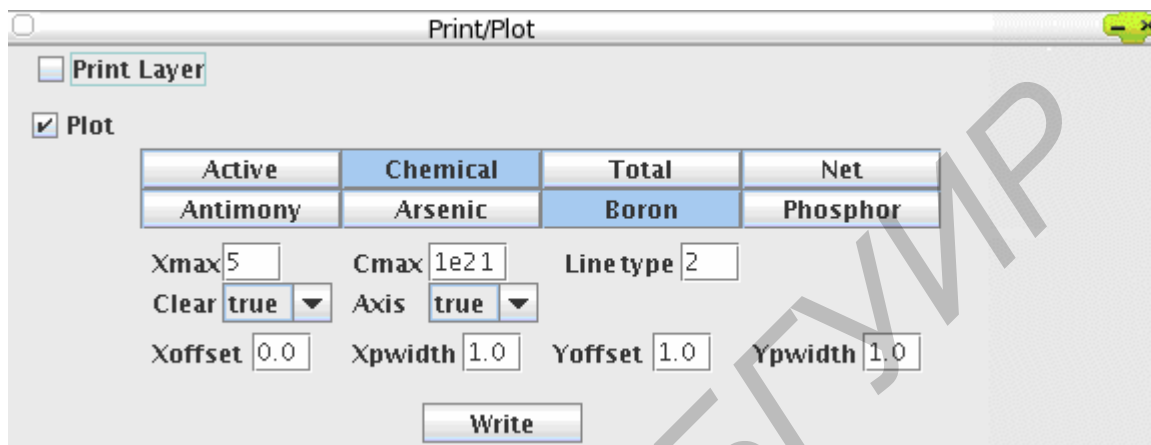 Print/Plot
Print Layer
Plot
Active Chemical Total Net
Antimony Arsenic Boron Phosphor
Xmax 5 Cmax 1e21 Line type 2
Clear true Axis true
Xoffset 0.0 Xpwidth 1.0 Yoffset 1.0 Ypwidth 1.0
Write
БГУИР